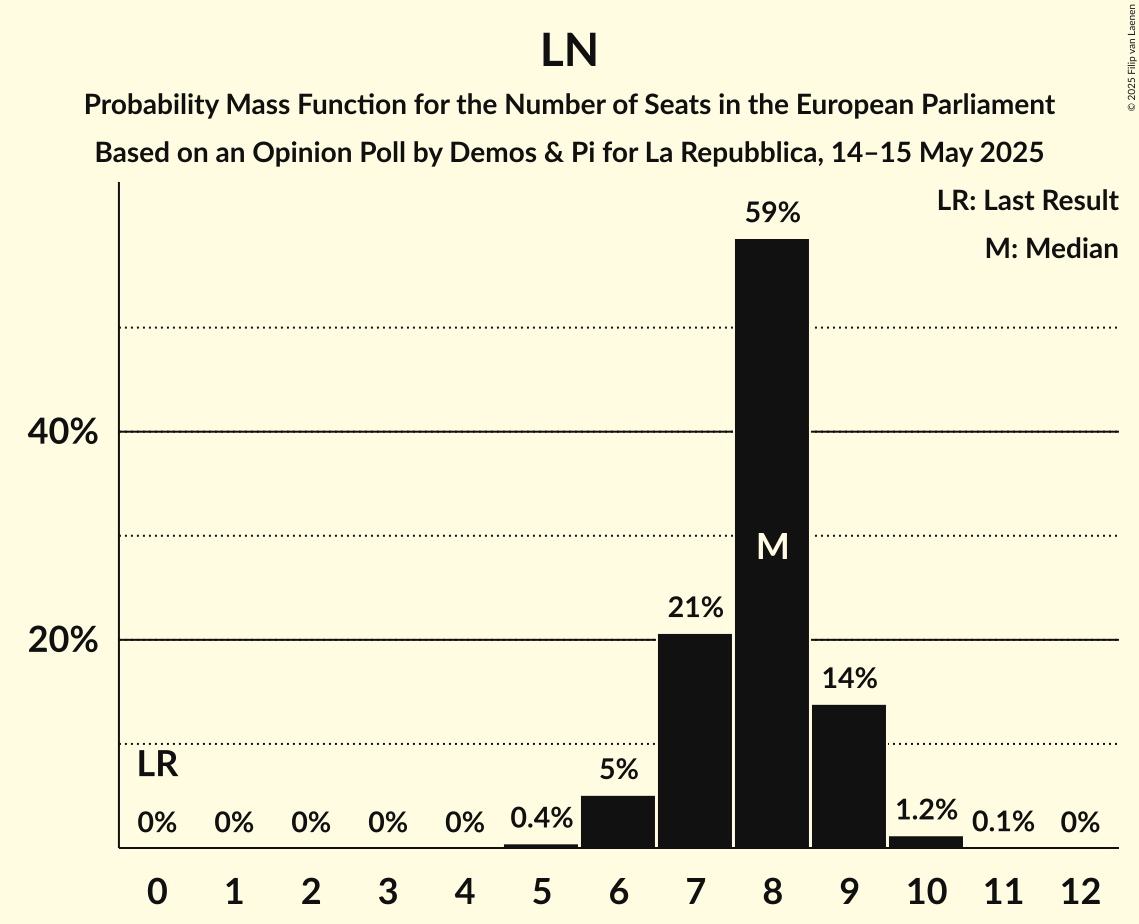 LN
Probability Mass Function for the Number of Seats in the European Parliament
Based on an Opinion Poll by Demos & Pi for La Repubblica, 14–15 May 2025
© 2025 Filip van Laenen
LR: Last Result
M: Median
59%
40%
M
21%
20%
14%
LR
5%
0% 0% 0% 0% 0% 0.4% 1.2% 0.1% 0%
0 1 2 3 4 5 6 7 8 9 10 11 12